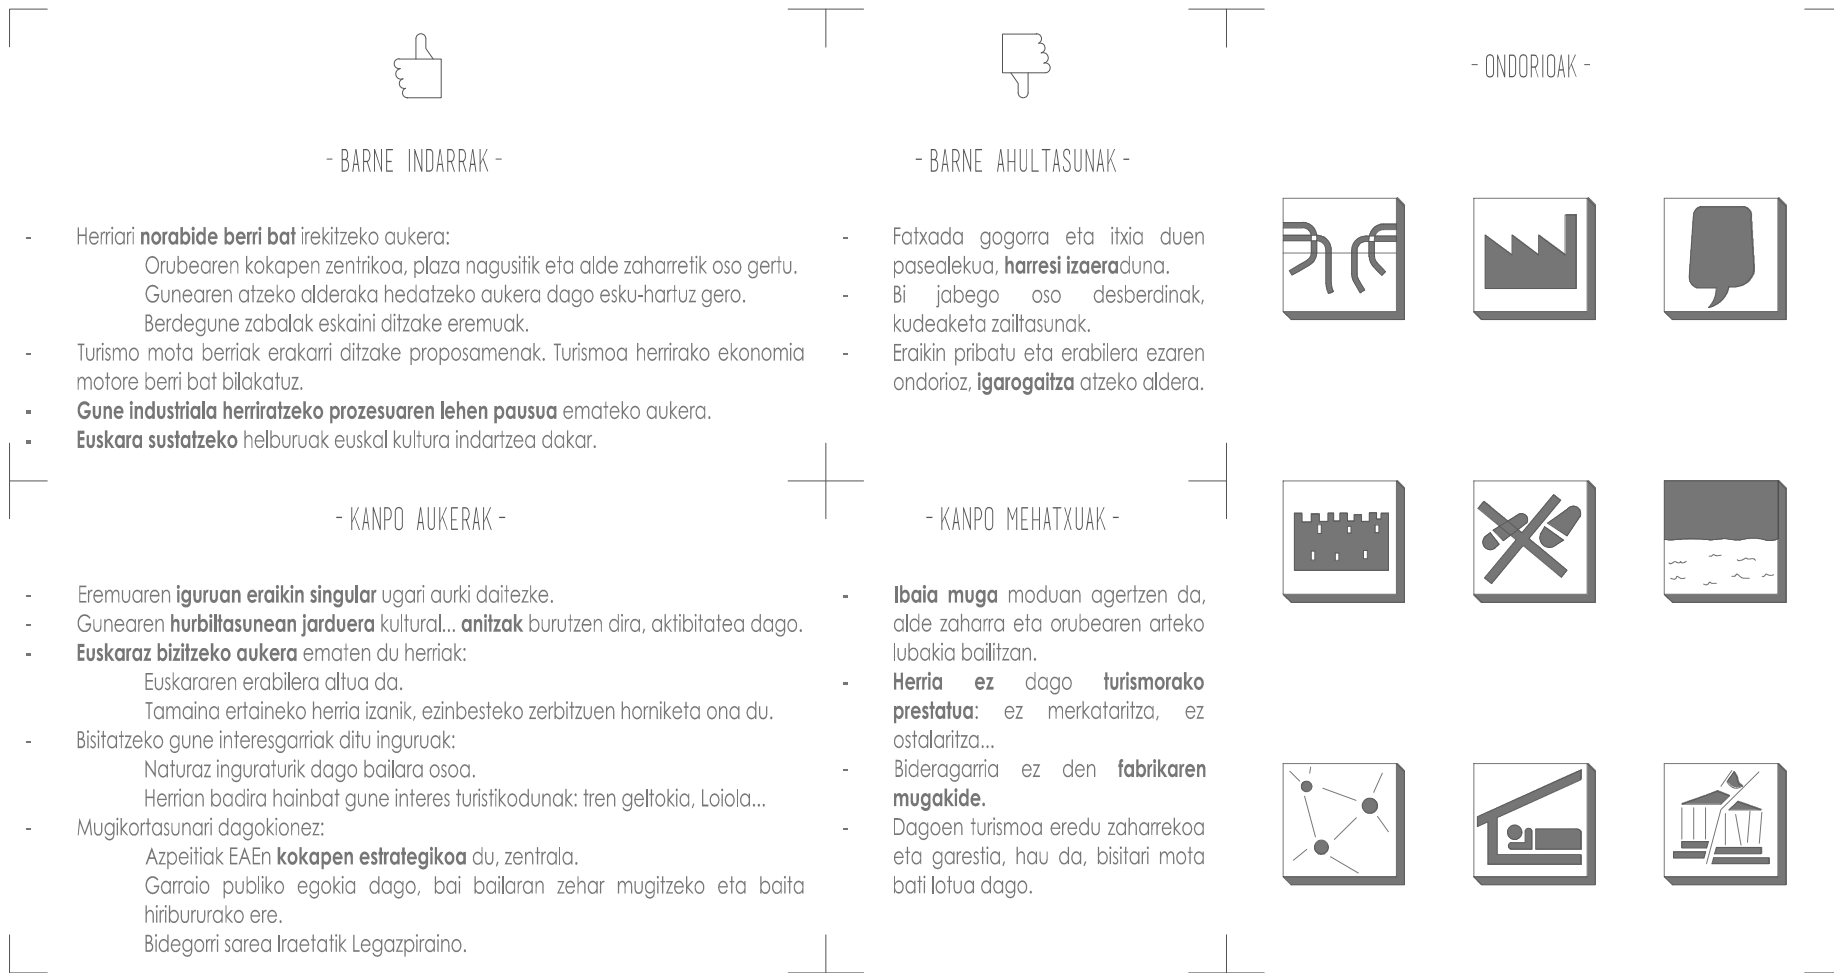 - BARNE INDARRAK -
- Herriari norabide berri bat irekitzeko aukera:
Orubearen kokapen zentrikoa, plaza nagusitik eta alde zaharretik oso gertu.
Gunearen atzeko alderaka hedatzeko aukera dago esku-hartuz gero.
Berdegune zabalak eskaini ditzake eremuak.
- Turismo mota berriak erakarri ditzake proposamenak. Turismoa herrirako ekonomia
motore berri bat bilakatuz.
- Gune industriala herriratzeko prozesuaren lehen pausua emateko aukera.
- Euskara sustatzeko helburuak euskal kultura indartzea dakar.
- BARNE AHULTASUNAK -
- Fatxada gogorra eta itxia duen
pasealekua, harresi izaeraduna.
- Bi jabego oso desberdinak,
kudeaketa zailtasunak.
- Eraikin pribatu eta erabilera ezaren
ondorioz, igarogaitza atzeko aldera.
- KANPO AUKERAK -
- Eremuaren iguruan eraikin singular ugari aurki daitezke.
- Gunearen hurbiltasunean jarduera kultural... anitzak burutzen dira, aktibitatea dago.
- Euskaraz bizitzeko aukera ematen du herriak:
Euskararen erabilera altua da.
Tamaina ertaineko herria izanik, ezinbesteko zerbitzuen horniketa ona du.
- Bisitatzeko gune interesgarriak ditu inguruak:
Naturaz inguraturik dago bailara osoa.
Herrian badira hainbat gune interes turistikodunak: tren geltokia, Loiola...
- Mugikortasunari dagokionez:
Azpeitiak EAEn kokapen estrategikoa du, zentrala.
Garraio publiko egokia dago, bai bailaran zehar mugitzeko eta baita
hiribururako ere.
Bidegorri sarea Iraetatik Legazpiraino.
- KANPO MEHATXUAK -
- Ibaia muga moduan agertzen da,
alde zaharra eta orubearen arteko
lubakia bailitzan.
- Herria ez dago turismorako
prestatua: ez merkataritza, ez
ostalaritza...
- Bideragarria ez den fabrikaren
mugakide.
- Dagoen turismoa eredu zaharrekoa
eta garestia, hau da, bisitari mota
bati lotua dago.
- ONDORIOAK -